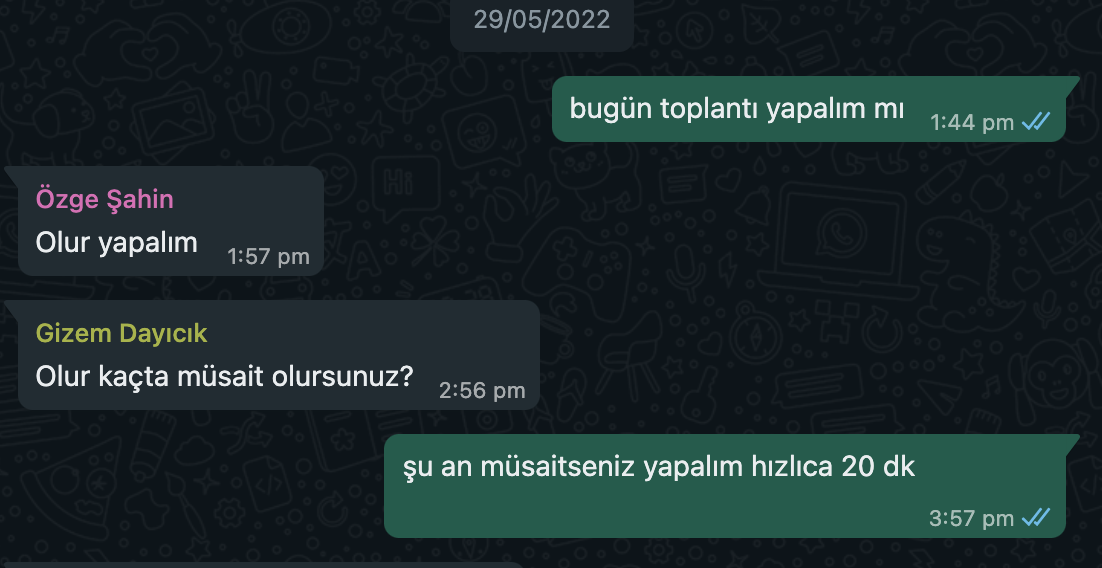 29/05/2022
bugün toplantı yapalım mı
1:44 pm
Özge Şahin
Olur yapalım
1:57 pm
Gizem Dayıcık
Olur kaçta müsait olursunuz?
2:56 pm
şu an müsaitseniz yapalım hızlıca 20 dk
3:57 pm
Hi